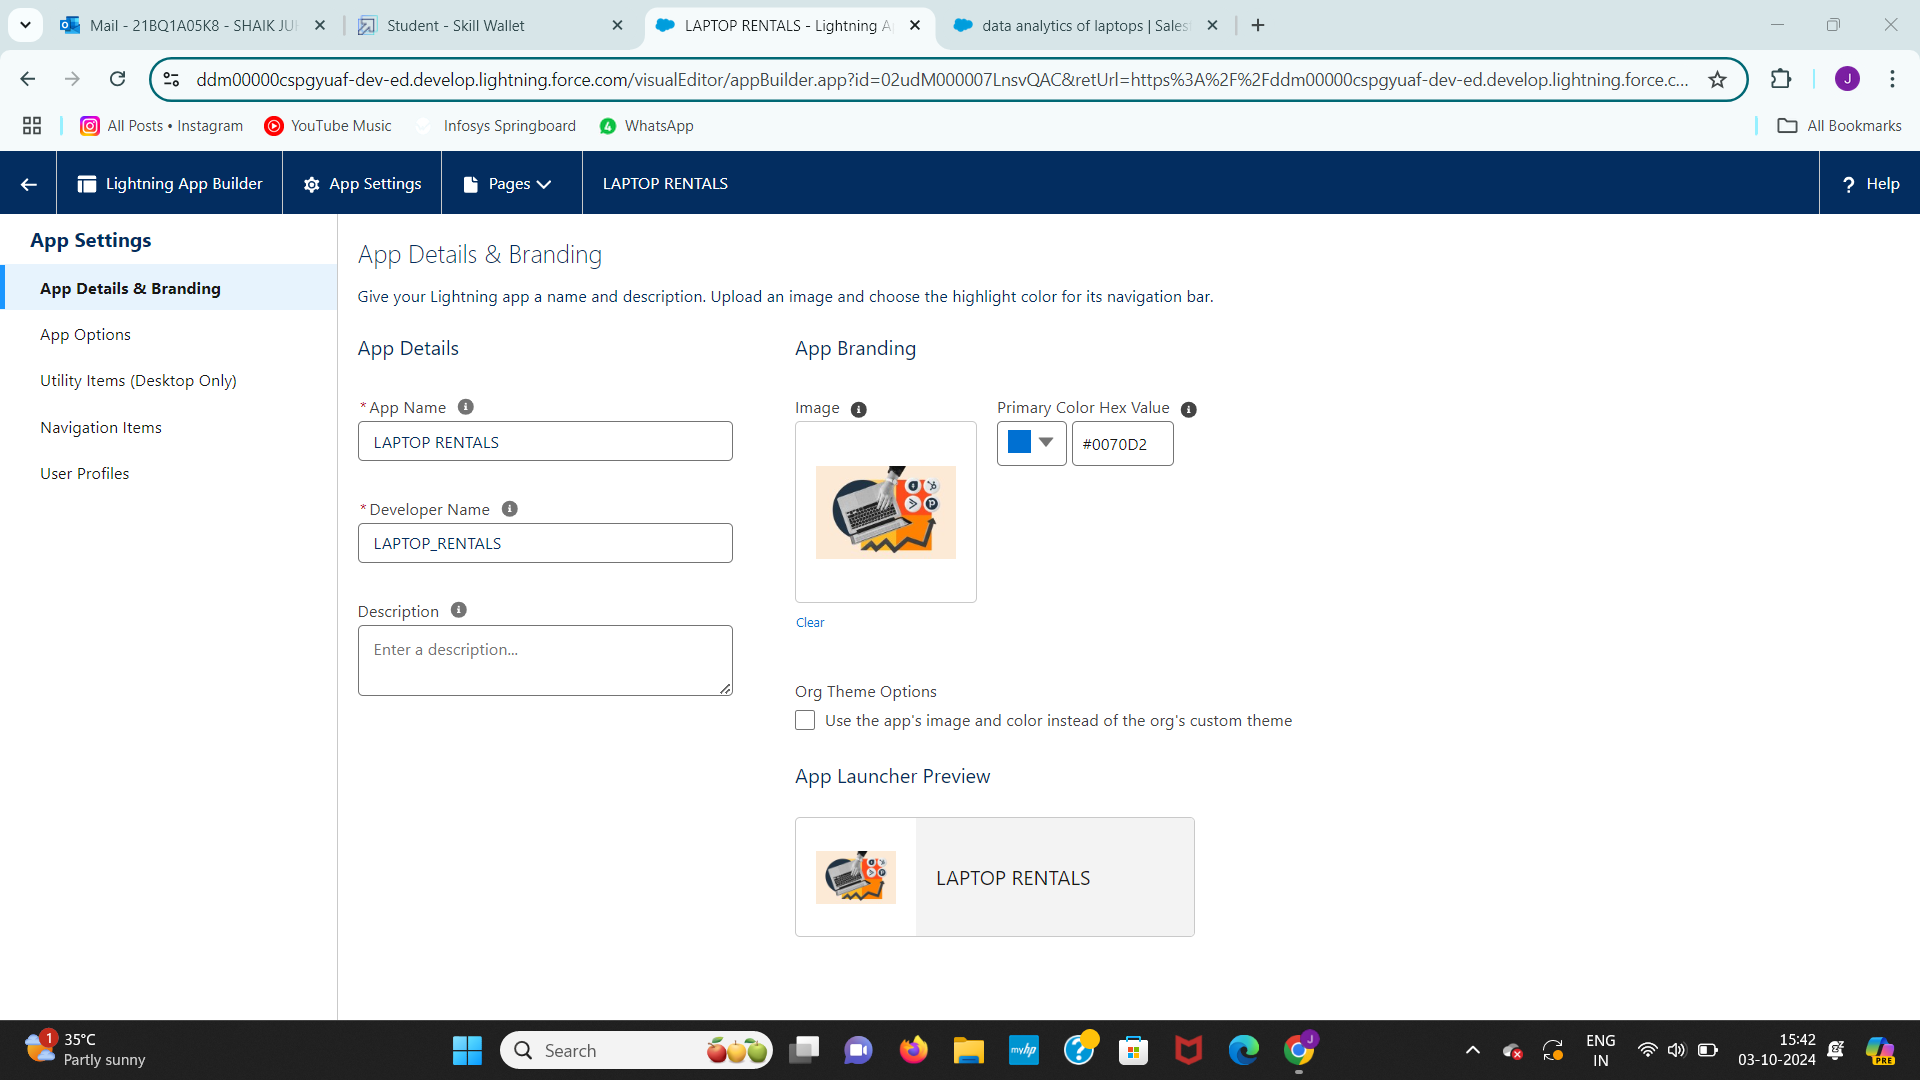 Mail - 21BQ1A05K8 - SHAIK JU
Student - Skill Wallet
LAPTOP RENTALS - Lightning A
data analytics of laptops | Sales
ddm00000cspgyuaf-dev-ed.develop.lightning.force.com/visualEditor/appBuilder.app?id=02udM000007LnsvQAC&retUrl=https%3A%2F%2Fddm00000cspgyuaf-dev-ed.develop.lightning.force.c...
J
All Posts • Instagram
YouTube Music
Infosys Springboard
4
WhatsApp
All Bookmarks
Lightning App Builder
App Settings
Pages
LAPTOP RENTALS
? Help
App Settings
App Details & Branding
App Options
Utility Items (Desktop Only)
Navigation Items
User Profiles
App Details & Branding
Give your Lightning app a name and description. Upload an image and choose the highlight color for its navigation bar.
App Details
* App Name
LAPTOP RENTALS
* Developer Name
LAPTOP_RENTALS
Description
Enter a description...
App Branding
Image
Primary Color Hex Value
#0070D2
Clear
Org Theme Options
Use the app's image and color instead of the org's custom theme
App Launcher Preview
LAPTOP RENTALS
1
35°C
Partly sunny
Search
myhp
?
J
ENG
IN
15:42
03-10-2024
PRE